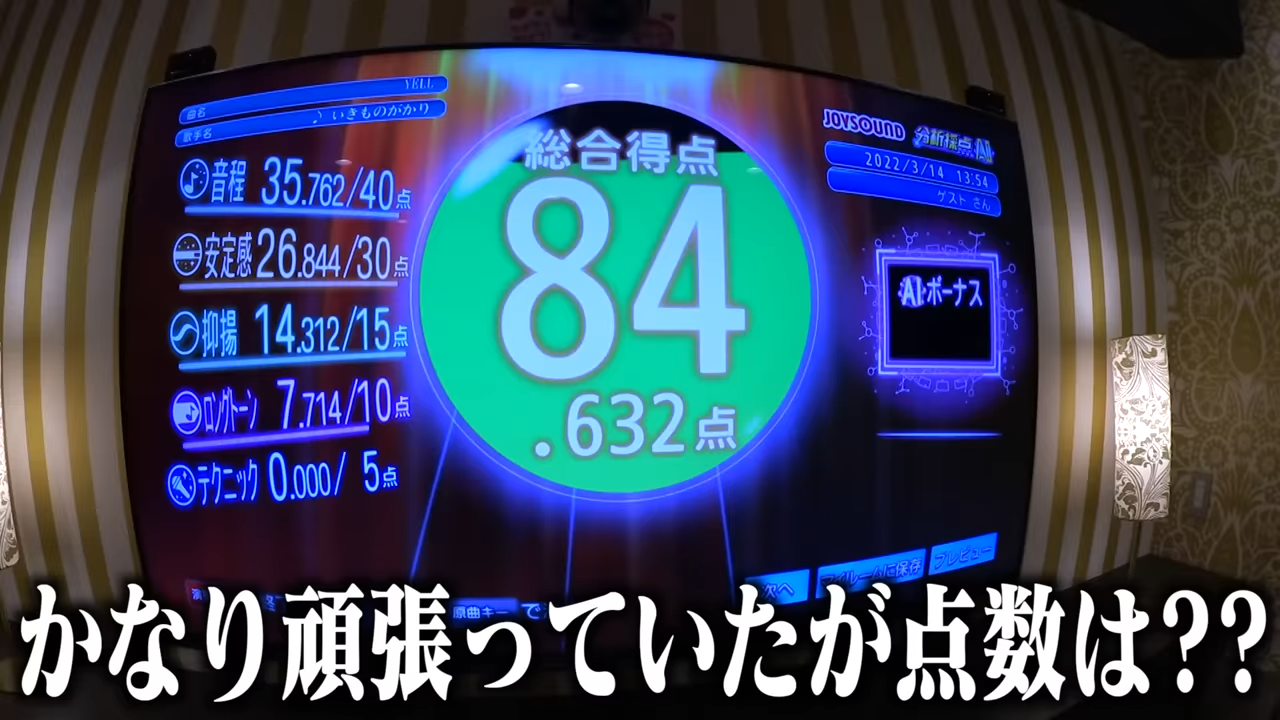 曲名 YELL
歌手名 ♪ いきものがかり
音程 35.762/40点
安定感 26.844/30点
抑揚 14.312/15点
ロングトーン 7.714/10点
テクニック 0.000/ 5点
総合得点
84
.632点
JOYSOUND 分析採点AI
2022/3/14 13:54
ゲスト さん
AIボーナス
次へ
マイルームに保存
プレビュー
原曲キー で
かなり頑張っていたが点数は??